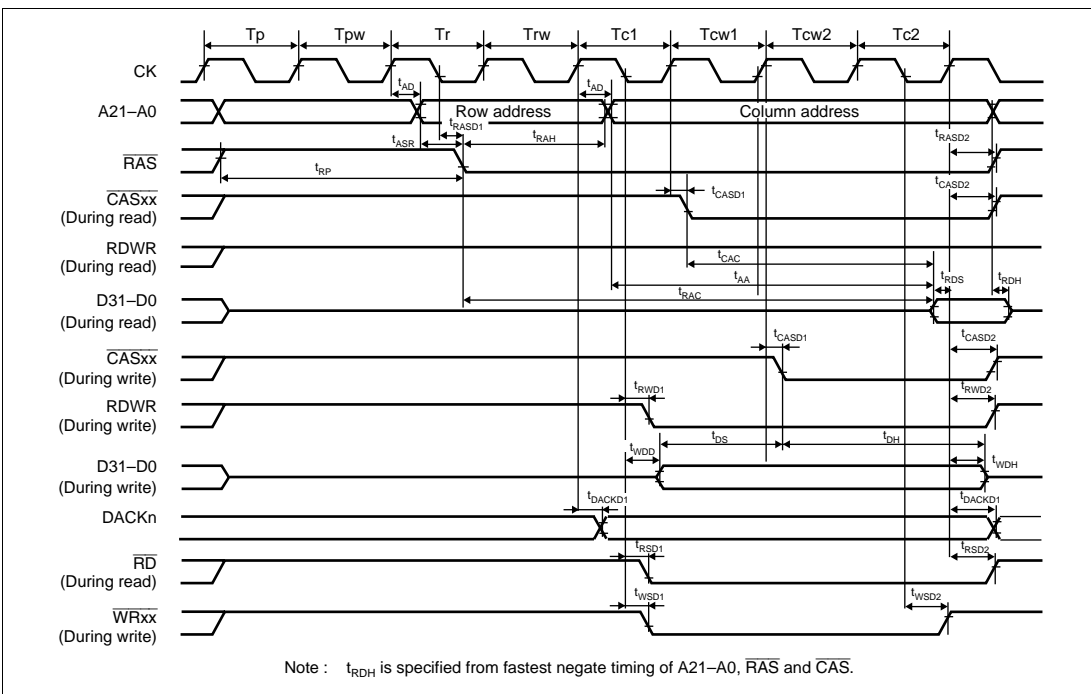 Tp Tpw Tr Trw Tc1 Tcw1 Tcw2 Tc2
CK
tAD tAD
A21–A0 Row address Column address
tRASD1 tRASD2
tASR tRAH
RAS
tRP
tCASD1 tCASD2
CASxx
(During read)
RDWR
(During read)
tCAC
tAA tRDS tRDH
tRAC
D31–D0
(During read)
tCASD1 tCASD2
CASxx
(During write)
tRWD1 tRWD2
RDWR
(During write)
tDS tDH
tWDD tWDH
D31–D0
(During write)
tDACKD1 tDACKD1
DACKn
tRSD1 tRSD2
RD
(During read)
tWSD1 tWSD2
WRxx
(During write)
Note : tRDH is specified from fastest negate timing of A21–A0, RAS and CAS.